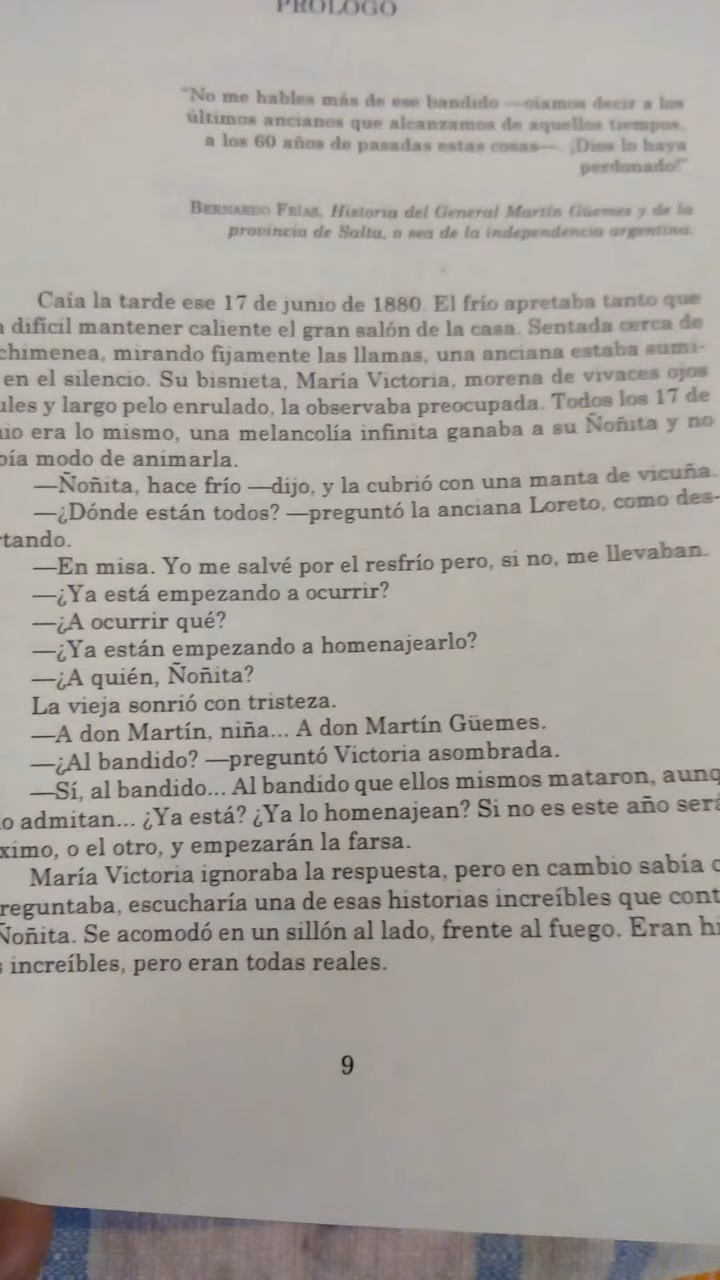 PRÓLOGO
"No me hables más de ese bandido —oíamos decir a los
últimos ancianos que alcanzamos de aquellos tiempos,
a los 60 años de pasadas estas cosas—. ¡Dios lo haya
perdonado!"
BERNARDO FRÍAS, Historia del General Martín Güemes y de la
provincia de Salta, o sea de la independencia argentina.
Caía la tarde ese 17 de junio de 1880. El frío apretaba tanto que
difícil mantener caliente el gran salón de la casa. Sentada cerca de
chimenea, mirando fijamente las llamas, una anciana estaba sumi-
en el silencio. Su bisnieta, María Victoria, morena de vivaces ojos
ules y largo pelo enrulado, la observaba preocupada. Todos los 17 de
nio era lo mismo, una melancolía infinita ganaba a su Ñoñita y no
bía modo de animarla.
—Ñoñita, hace frío —dijo, y la cubrió con una manta de vicuña.
—¿Dónde están todos? —preguntó la anciana Loreto, como des-
tando.
—En misa. Yo me salvé por el resfrío pero, si no, me llevaban.
—¿Ya está empezando a ocurrir?
—¿A ocurrir qué?
—¿Ya están empezando a homenajearlo?
—¿A quién, Ñoñita?
La vieja sonrió con tristeza.
—A don Martín, niña... A don Martín Güemes.
—¿Al bandido? —preguntó Victoria asombrada.
—Sí, al bandido... Al bandido que ellos mismos mataron, aunq
o admitan... ¿Ya está? ¿Ya lo homenajean? Si no es este año será
ximo, o el otro, y empezarán la farsa.
María Victoria ignoraba la respuesta, pero en cambio sabía
reguntaba, escucharía una de esas historias increíbles que cont
Ñoñita. Se acomodó en un sillón al lado, frente al fuego. Eran hi
s increíbles, pero eran todas reales.
9